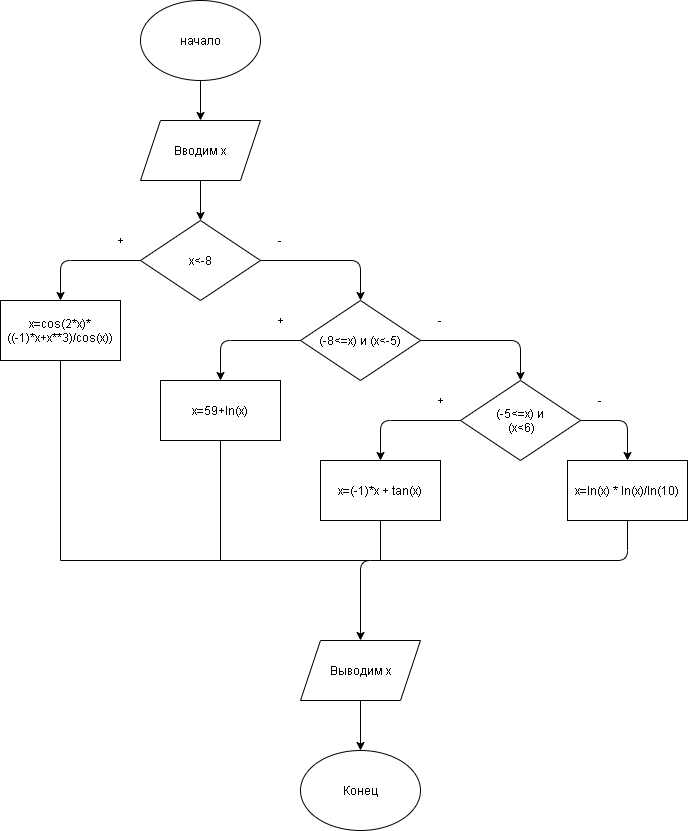 начало
Вводим x
+
-
x<-8
x=cos(2*x)*
((-1)*x+x**3)/cos(x))
+
-
(-8<=x) и (x<-5)
x=59+ln(x)
+
-
(-5<=x) и
(x<6)
x=(-1)*x + tan(x)
x=ln(x) * ln(x)/ln(10)
Выводим x
Конец